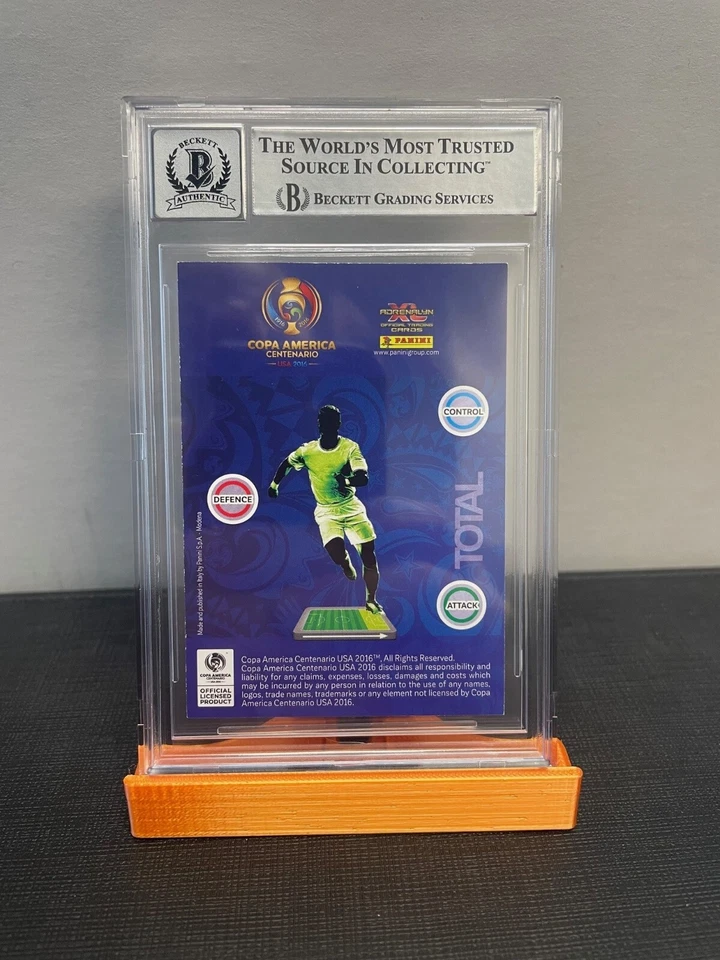 BECKETT
B
AUTHENTIC
THE WORLD'S MOST TRUSTED
SOURCE IN COLLECTING™
B BECKETT GRADING SERVICES
1916 2016
COPA AMERICA
CENTENARIO
USA 2016
ADRENALYN
XL
OFFICIAL TRADING
CARDS
PANINI
www.paninigroup.com
CONTROL
DEFENCE
TOTAL
ATTACK
Made and published in Italy by Panini S.p.A. - Modena
COPA AMERICA
CENTENARIO
OFFICIAL
LICENSED
PRODUCT
Copa America Centenario USA 2016™, All Rights Reserved.
Copa America Centenario USA 2016 disclaims all responsibility and
liability for any claims, expenses, losses, damages and costs which
may be incurred by any person in relation to the use of any names,
logos, trade names, trademarks or any element not licensed by Copa
America Centenario USA 2016.